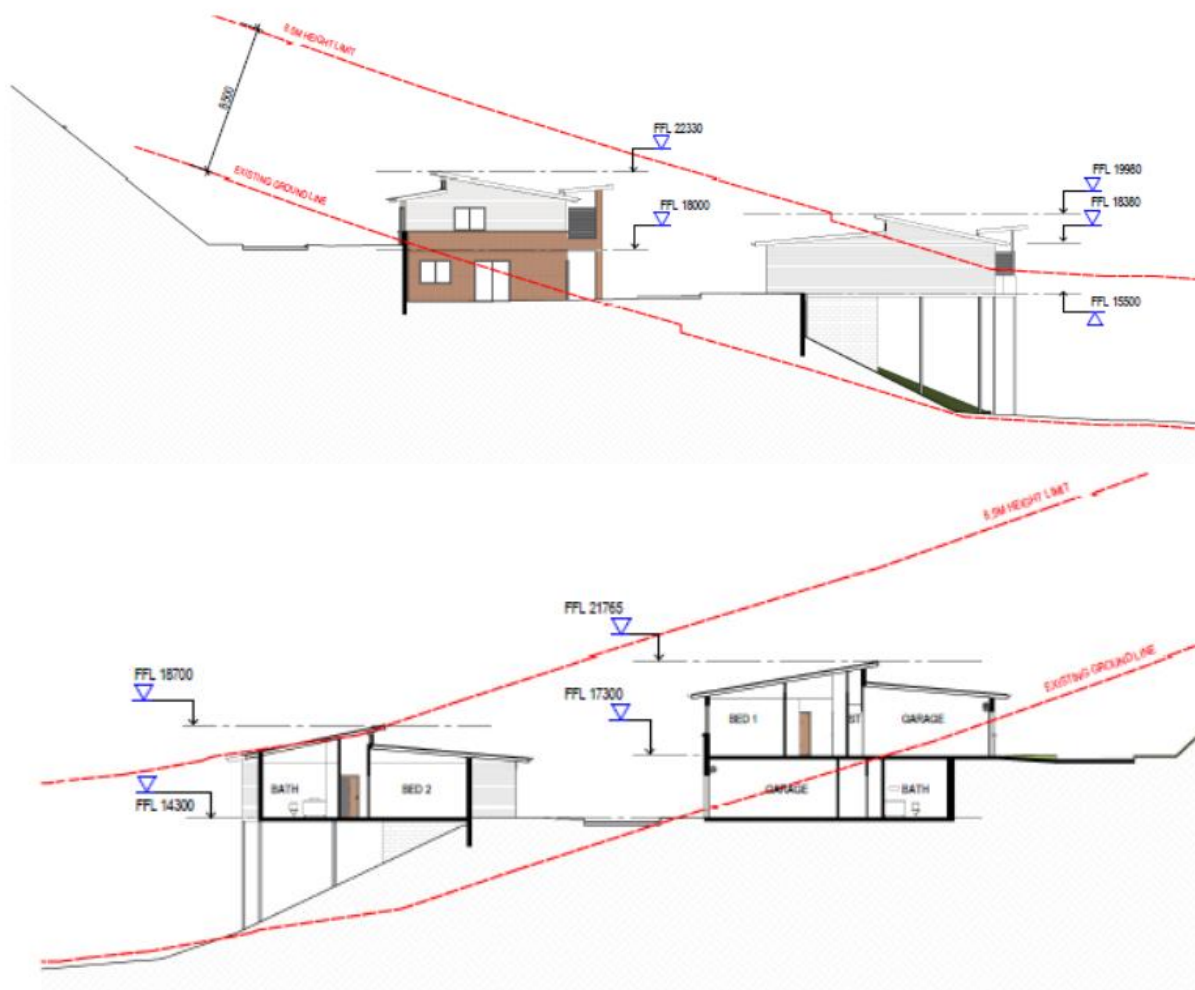 8.5M HEIGHT LIMIT
8,500
EXISTING GROUND LINE
FFL 22330
FFL 18000
FFL 19980
FFL 18380
FFL 15500
8.5M HEIGHT LIMIT
FFL 21765
EXISTING GROUND LINE
FFL 18700
FFL 17300
BED 1
ST
GARAGE
FFL 14300
BATH
BED 2
GARAGE
BATH